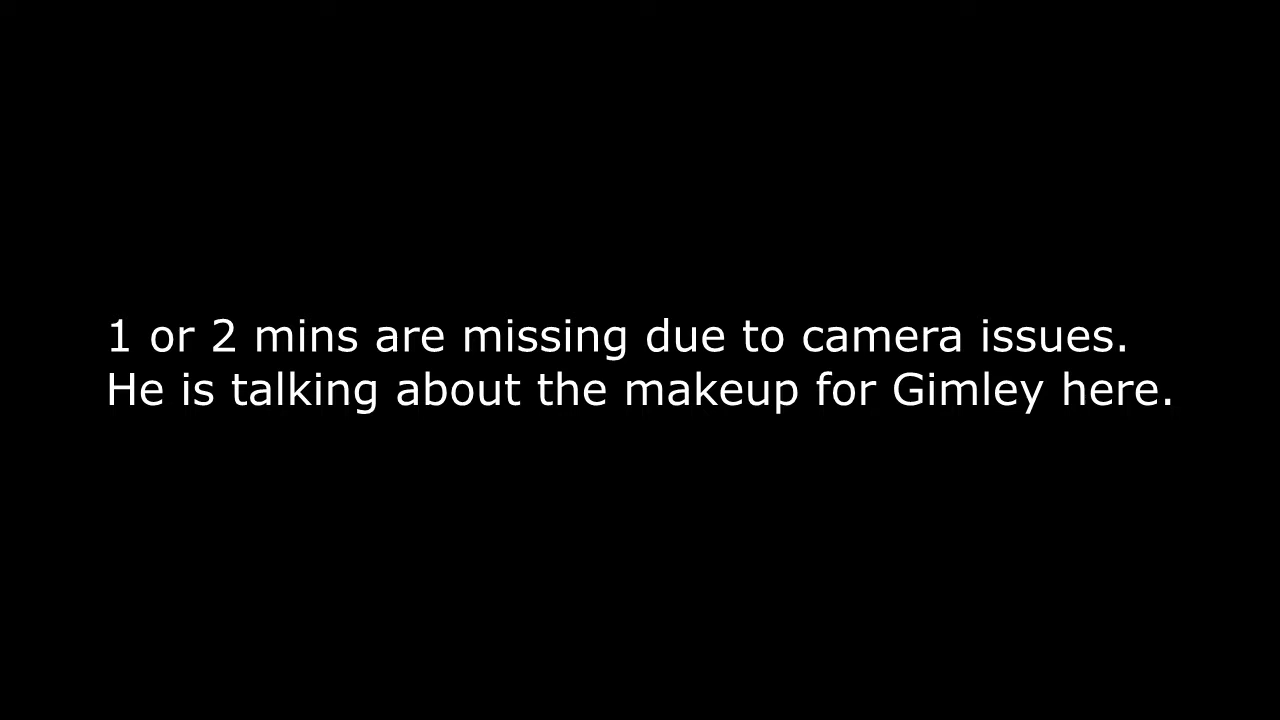 1 or 2 mins are missing due to camera issues.
He is talking about the makeup for Gimley here.